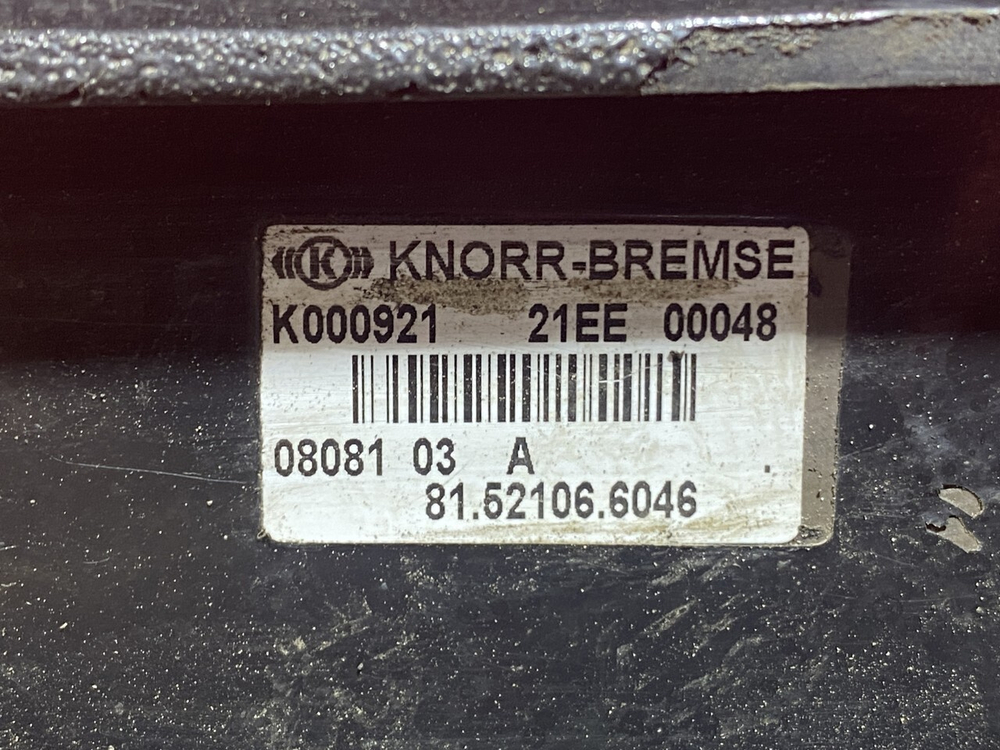 K KNORR-BREMSE
K000921 21EE 00048
08081 03 A .
81.52106.6046